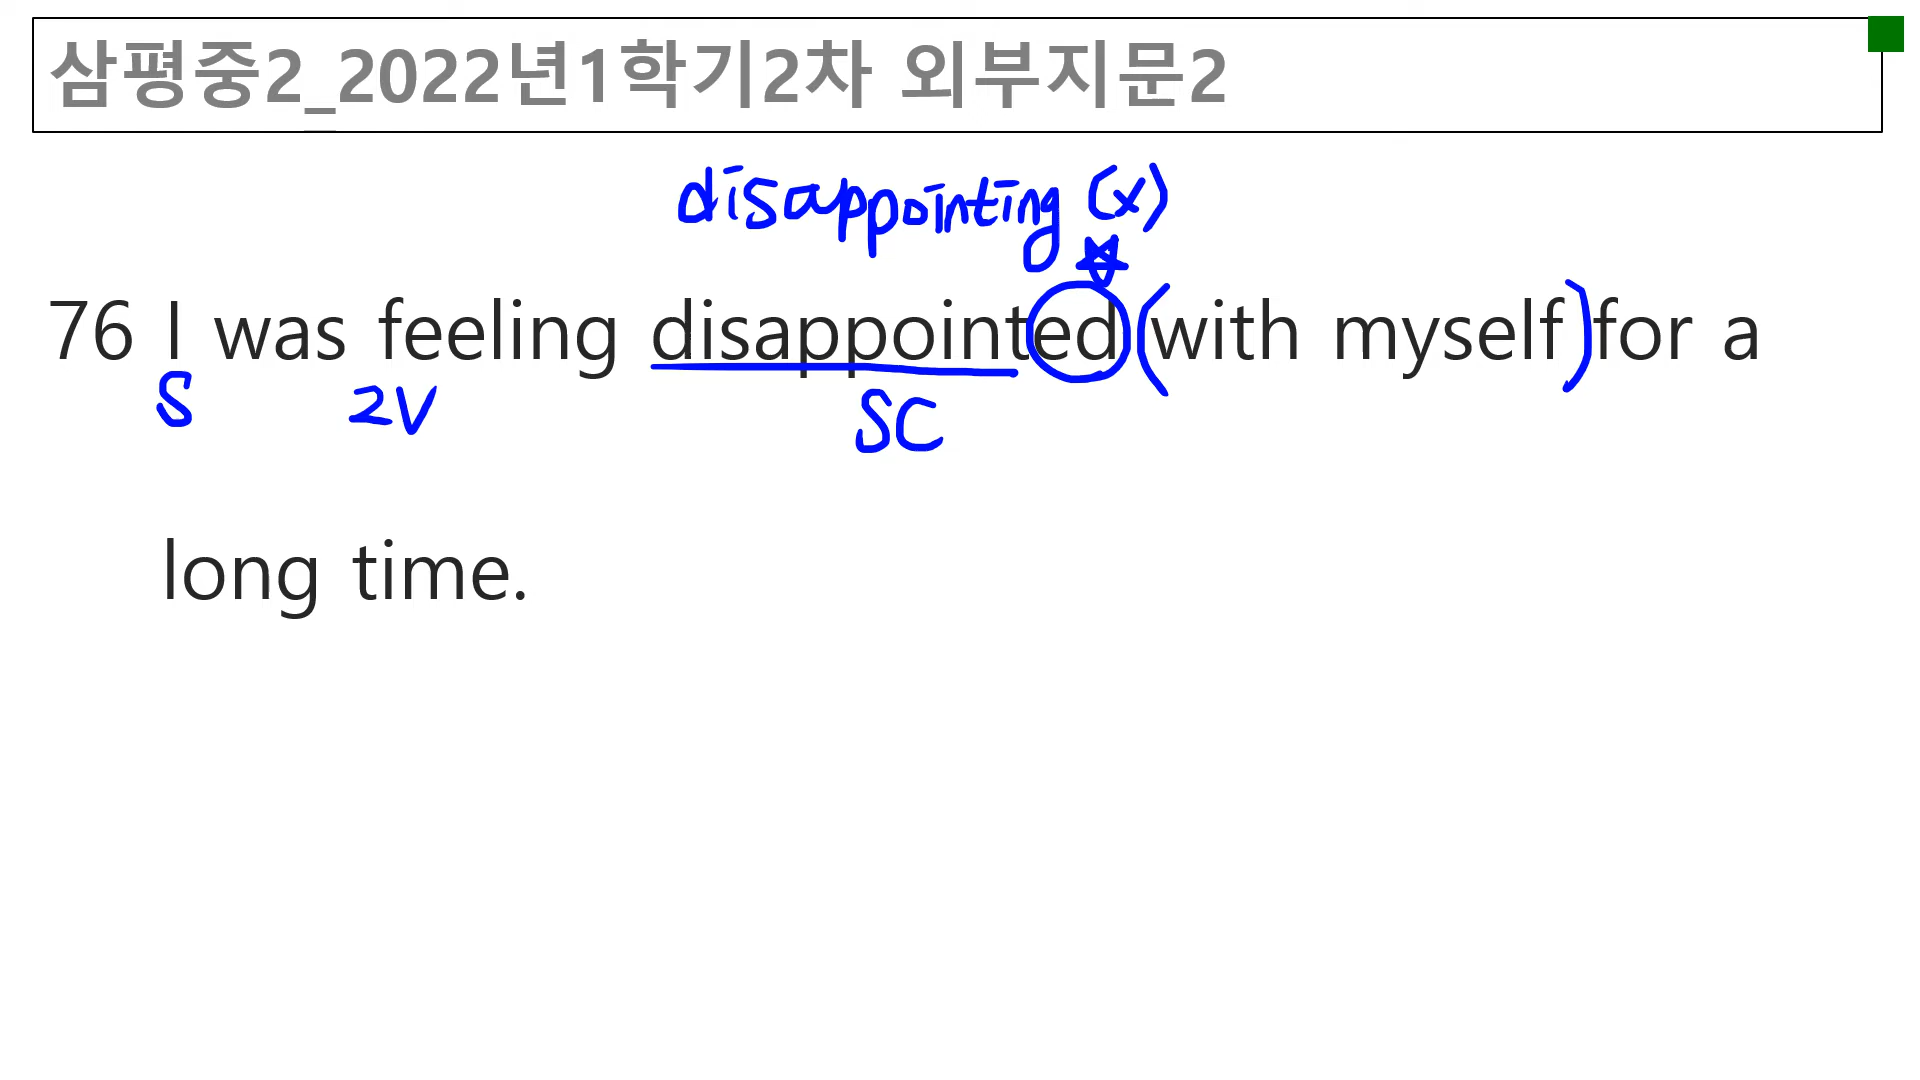 삼평중2_2022년1학기2차 외부지문2
disappointing (x)
76 I was feeling disappointed (with myself) for a
S 2V SC
long time.